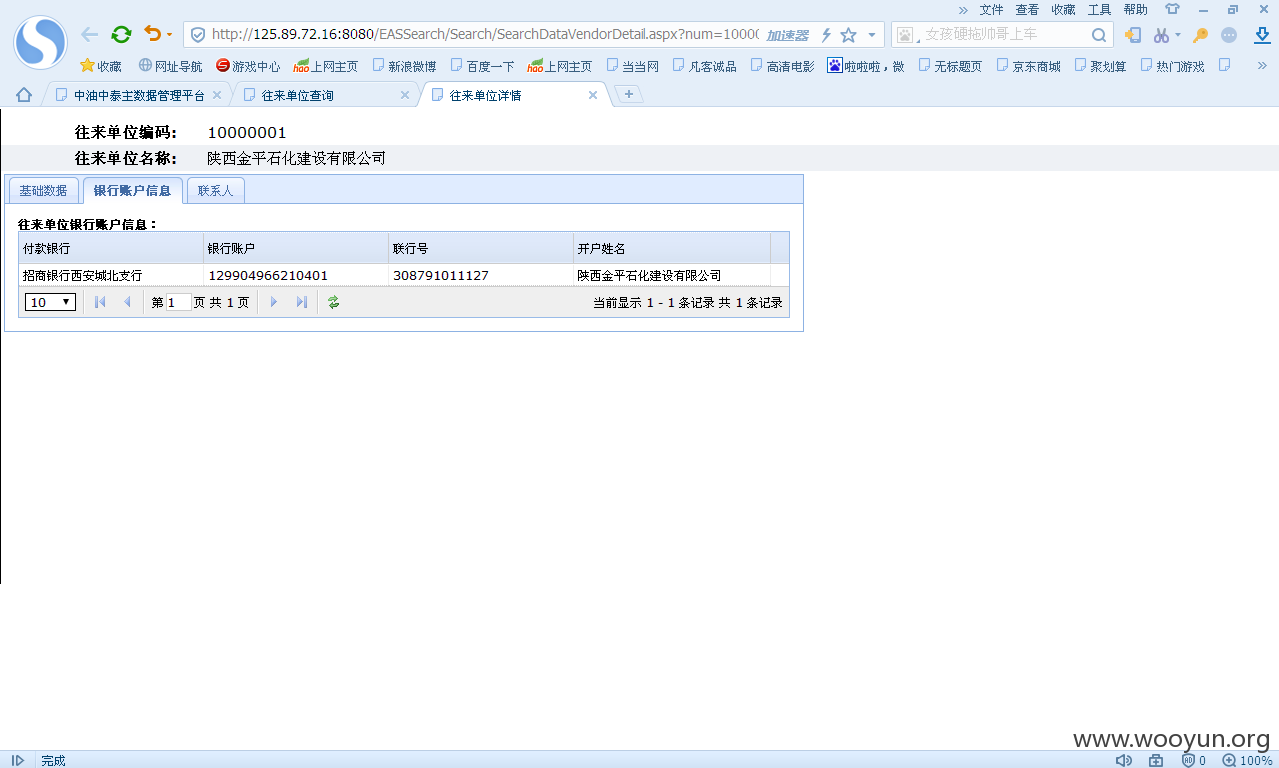 » 文件 查看 收藏 工具 帮助
http://125.89.72.16:8080/EASSearch/Search/SearchDataVendorDetail.aspx?num=10000 加速器 女孩硬拖帅哥上车
收藏 网址导航 游戏中心 hao 上网主页 新浪微博 百度一下 hao 上网主页 当当网 凡客诚品 高清电影 啦啦啦，微 无标题页 京东商城 聚划算 热门游戏 »
中油中泰主数据管理平台 往来单位查询 往来单位详情
往来单位编码： 10000001
往来单位名称： 陕西金平石化建设有限公司
基础数据 银行账户信息 联系人
往来单位银行账户信息：
付款银行 银行账户 联行号 开户姓名
招商银行西安城北支行 129904966210401 308791011127 陕西金平石化建设有限公司
10 第 1 页 共 1 页 当前显示 1 - 1 条记录 共 1 条记录
www.wooyun.org
完成 0 100%